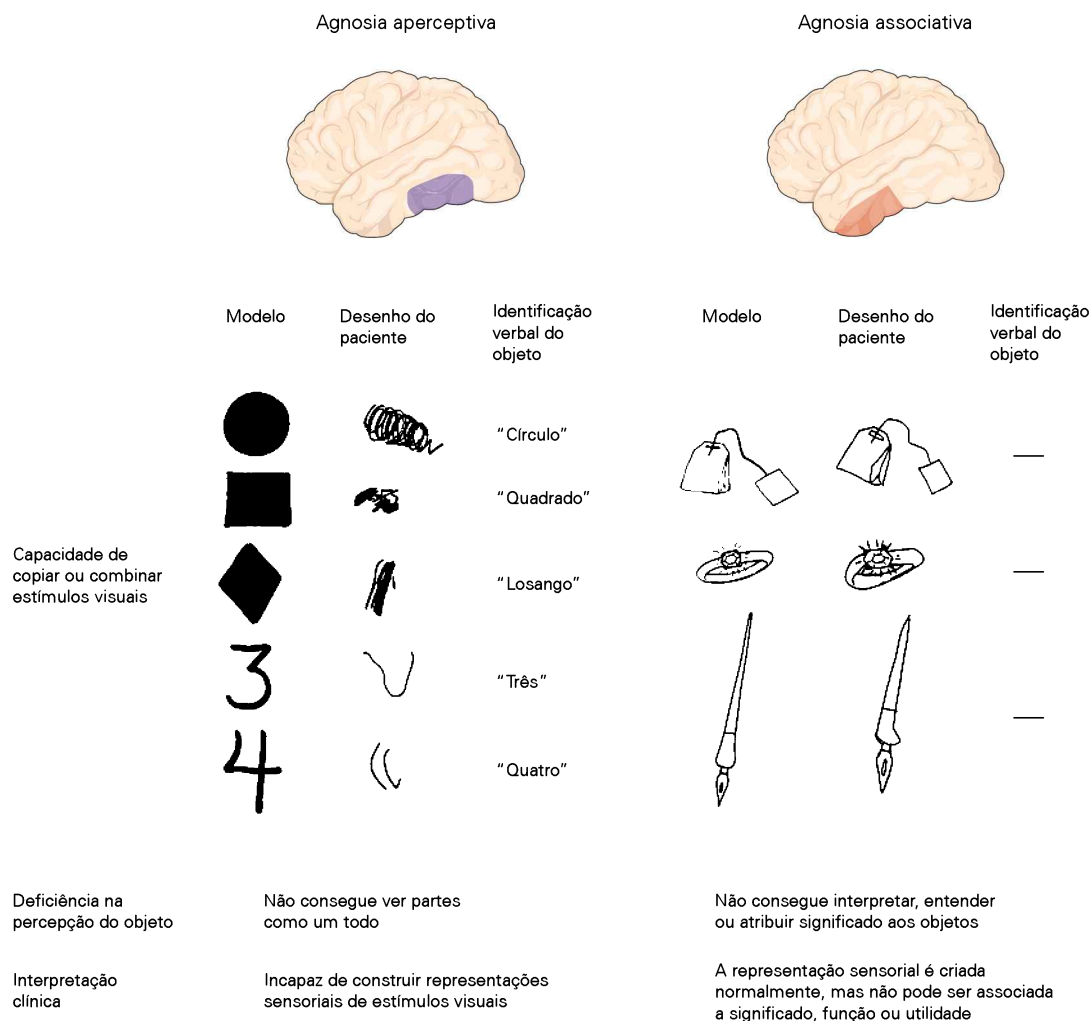 Agnosia aperceptiva
Agnosia associativa
Modelo
Desenho do
paciente
Identificação
verbal do
objeto
Modelo
Desenho do
paciente
Identificação
verbal do
objeto
Capacidade de
copiar ou combinar
estímulos visuais
"Círculo"
"Quadrado"
"Losango"
3
"Três"
4
"Quatro"
Deficiência na
percepção do objeto
Não consegue ver partes
como um todo
Não consegue interpretar, entender
ou atribuir significado aos objetos
Interpretação
clínica
Incapaz de construir representações
sensoriais de estímulos visuais
A representação sensorial é criada
normalmente, mas não pode ser associada
a significado, função ou utilidade